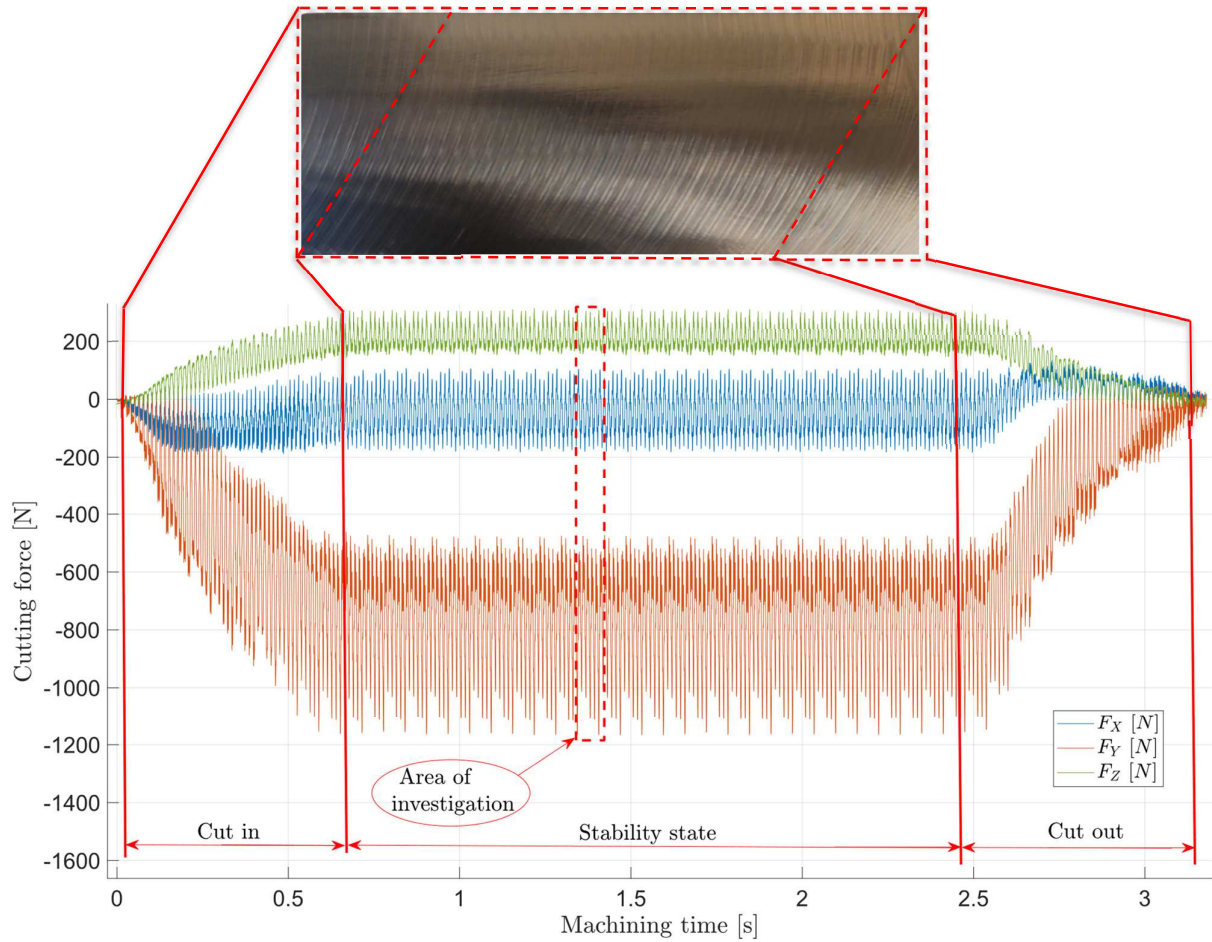 200
0
-200
-400
-600
-800
-1000
-1200
-1400
-1600
Cutting force [N]
F_X [N]
F_Y [N]
F_Z [N]
Area of
investigation
Cut in
Stability state
Cut out
0
0.5
1
1.5
2
2.5
3
Machining time [s]